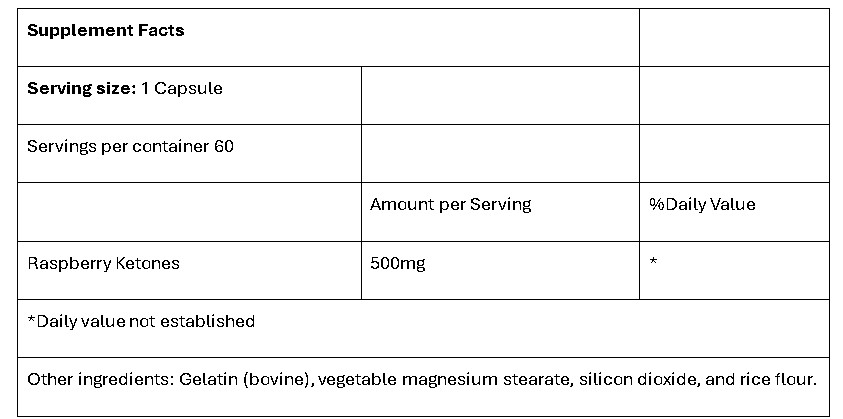 Supplement Facts
Serving size: 1 Capsule
Servings per container 60
Amount per Serving %Daily Value
Raspberry Ketones 500mg *
*Daily value not established
Other ingredients: Gelatin (bovine), vegetable magnesium stearate, silicon dioxide, and rice flour.